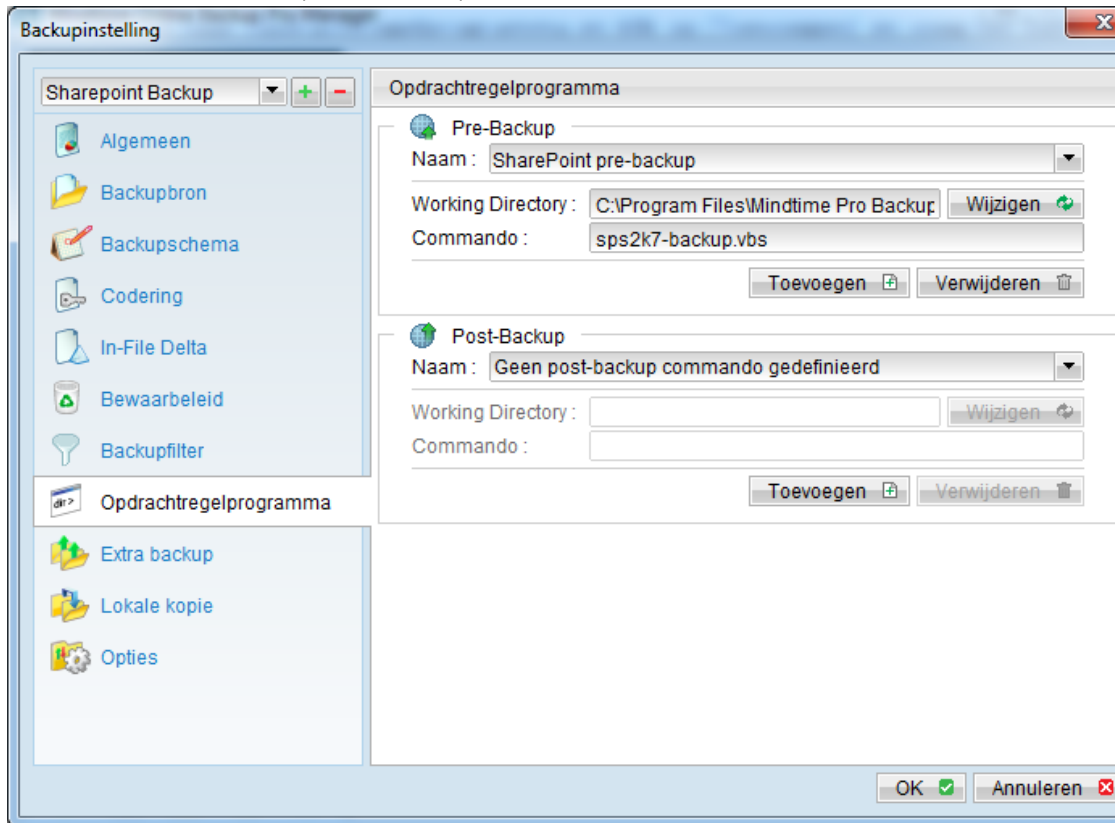 Backupinstelling
Sharepoint Backup
Algemeen
Backupbron
Backupschema
Codering
In-File Delta
Bewaarbeleid
Backupfilter
dir>
Opdrachtregelprogramma
Extra backup
Lokale kopie
Opties
Opdrachtregelprogramma
Pre-Backup
Naam : SharePoint pre-backup
Working Directory : C:\Program Files\Mindtime Pro Backup Wijzigen
Commando : sps2k7-backup.vbs
Toevoegen Verwijderen
Post-Backup
Naam : Geen post-backup commando gedefinieerd
Working Directory : Wijzigen
Commando :
Toevoegen Verwijderen
OK Annuleren